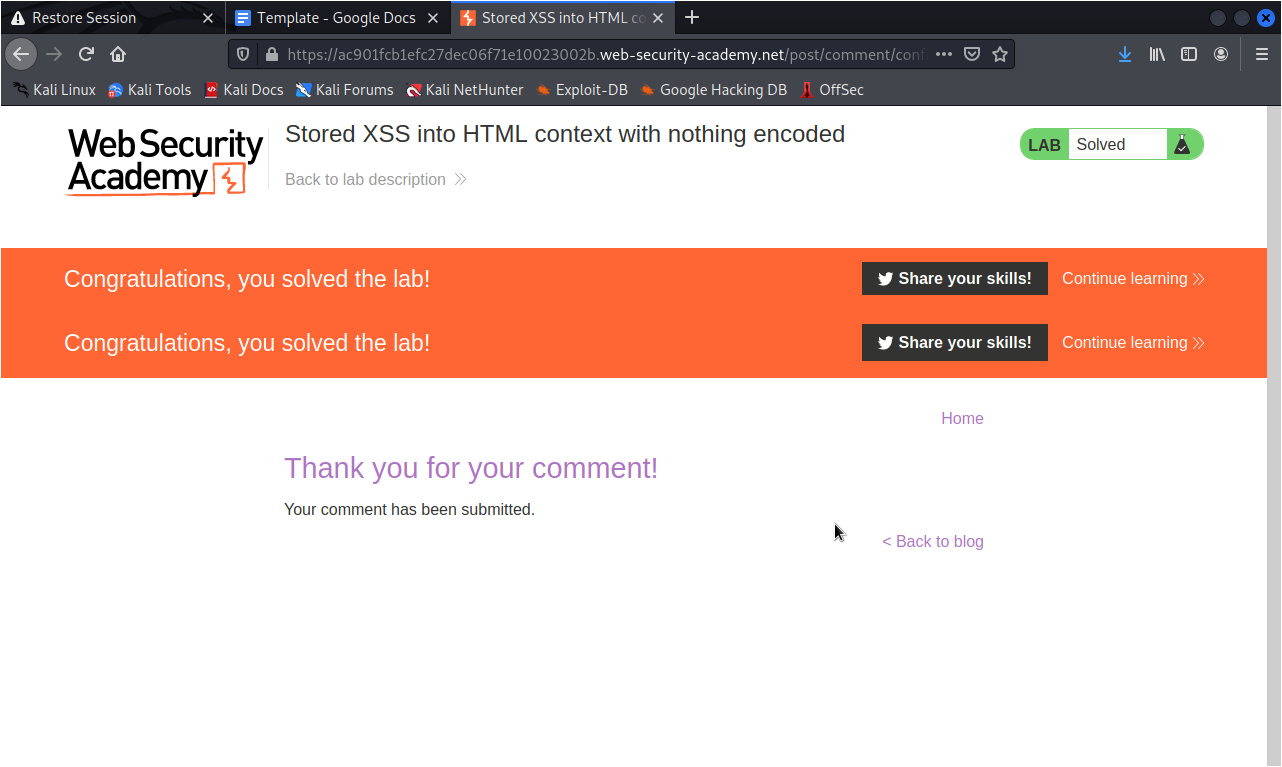 Restore Session Template - Google Docs Stored XSS into HTML co
https://ac901fcb1efc27dec06f71e10023002b.web-security-academy.net/post/comment/conf
Kali Linux Kali Tools Kali Docs Kali Forums Kali NetHunter Exploit-DB Google Hacking DB OffSec
Web Security
Academy
Stored XSS into HTML context with nothing encoded
Back to lab description
LAB Solved
Congratulations, you solved the lab! Share your skills! Continue learning
Congratulations, you solved the lab! Share your skills! Continue learning
Home
Thank you for your comment!
Your comment has been submitted.
< Back to blog